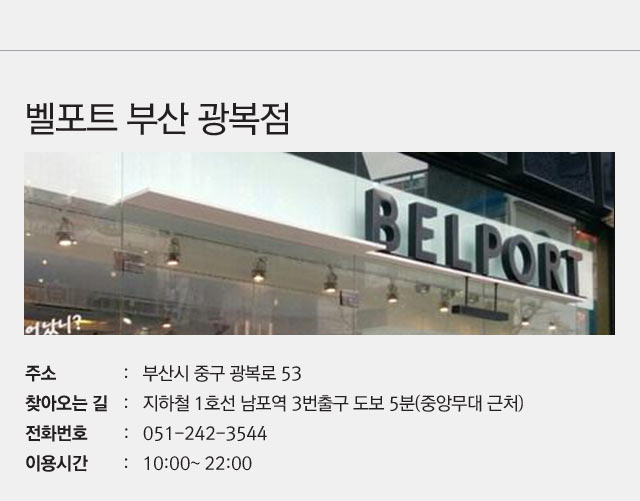 벨포트 부산 광복점
BELPORT
어났니?
주소 : 부산시 중구 광복로 53
찾아오는 길 : 지하철 1호선 남포역 3번출구 도보 5분(중앙무대 근처)
전화번호 : 051-242-3544
이용시간 : 10:00~ 22:00